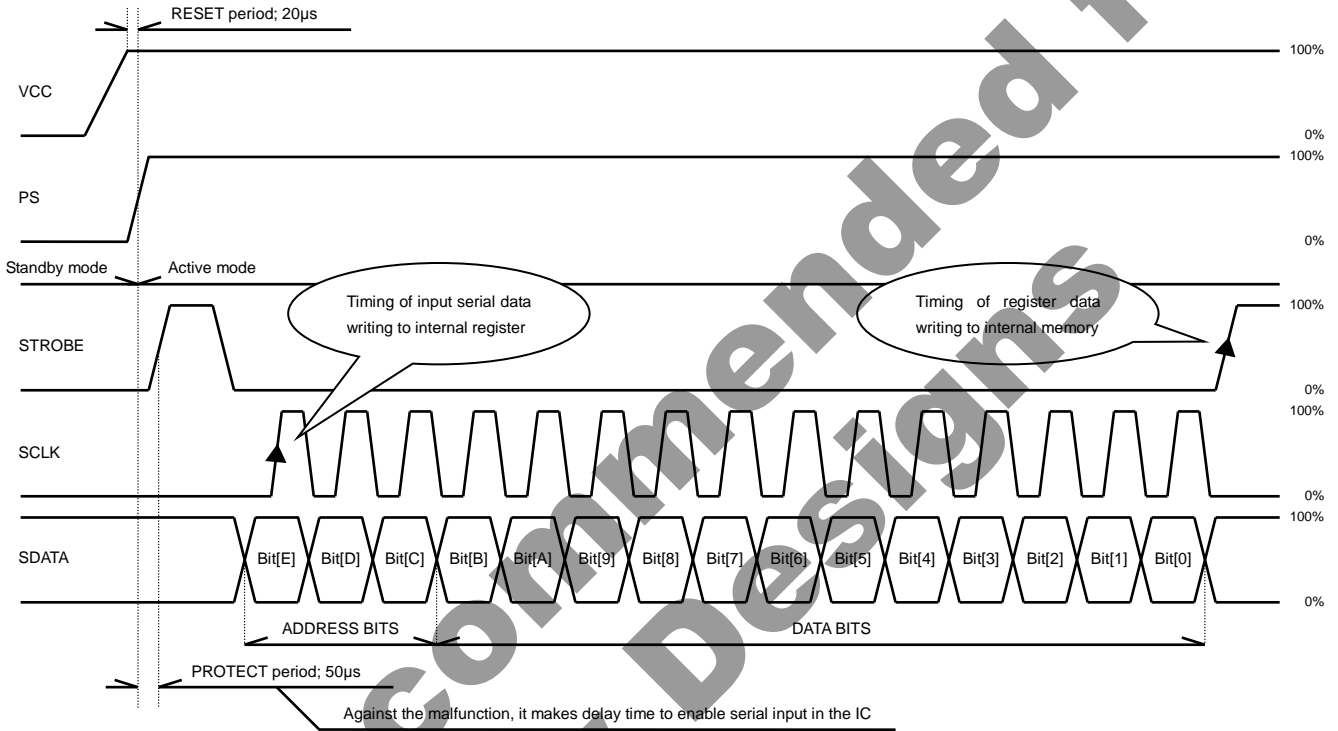 RESET period; 20µs
100%
VCC
0%
100%
PS
0%
Standby mode
Active mode
Timing of input serial data
writing to internal register
Timing of register data
writing to internal memory
100%
STROBE
0%
100%
SCLK
0%
100%
SDATA
Bit[E] Bit[D] Bit[C] Bit[B] Bit[A] Bit[9] Bit[8] Bit[7] Bit[6] Bit[5] Bit[4] Bit[3] Bit[2] Bit[1] Bit[0]
0%
ADDRESS BITS
DATA BITS
PROTECT period; 50µs
Against the malfunction, it makes delay time to enable serial input in the IC
commended
Designs